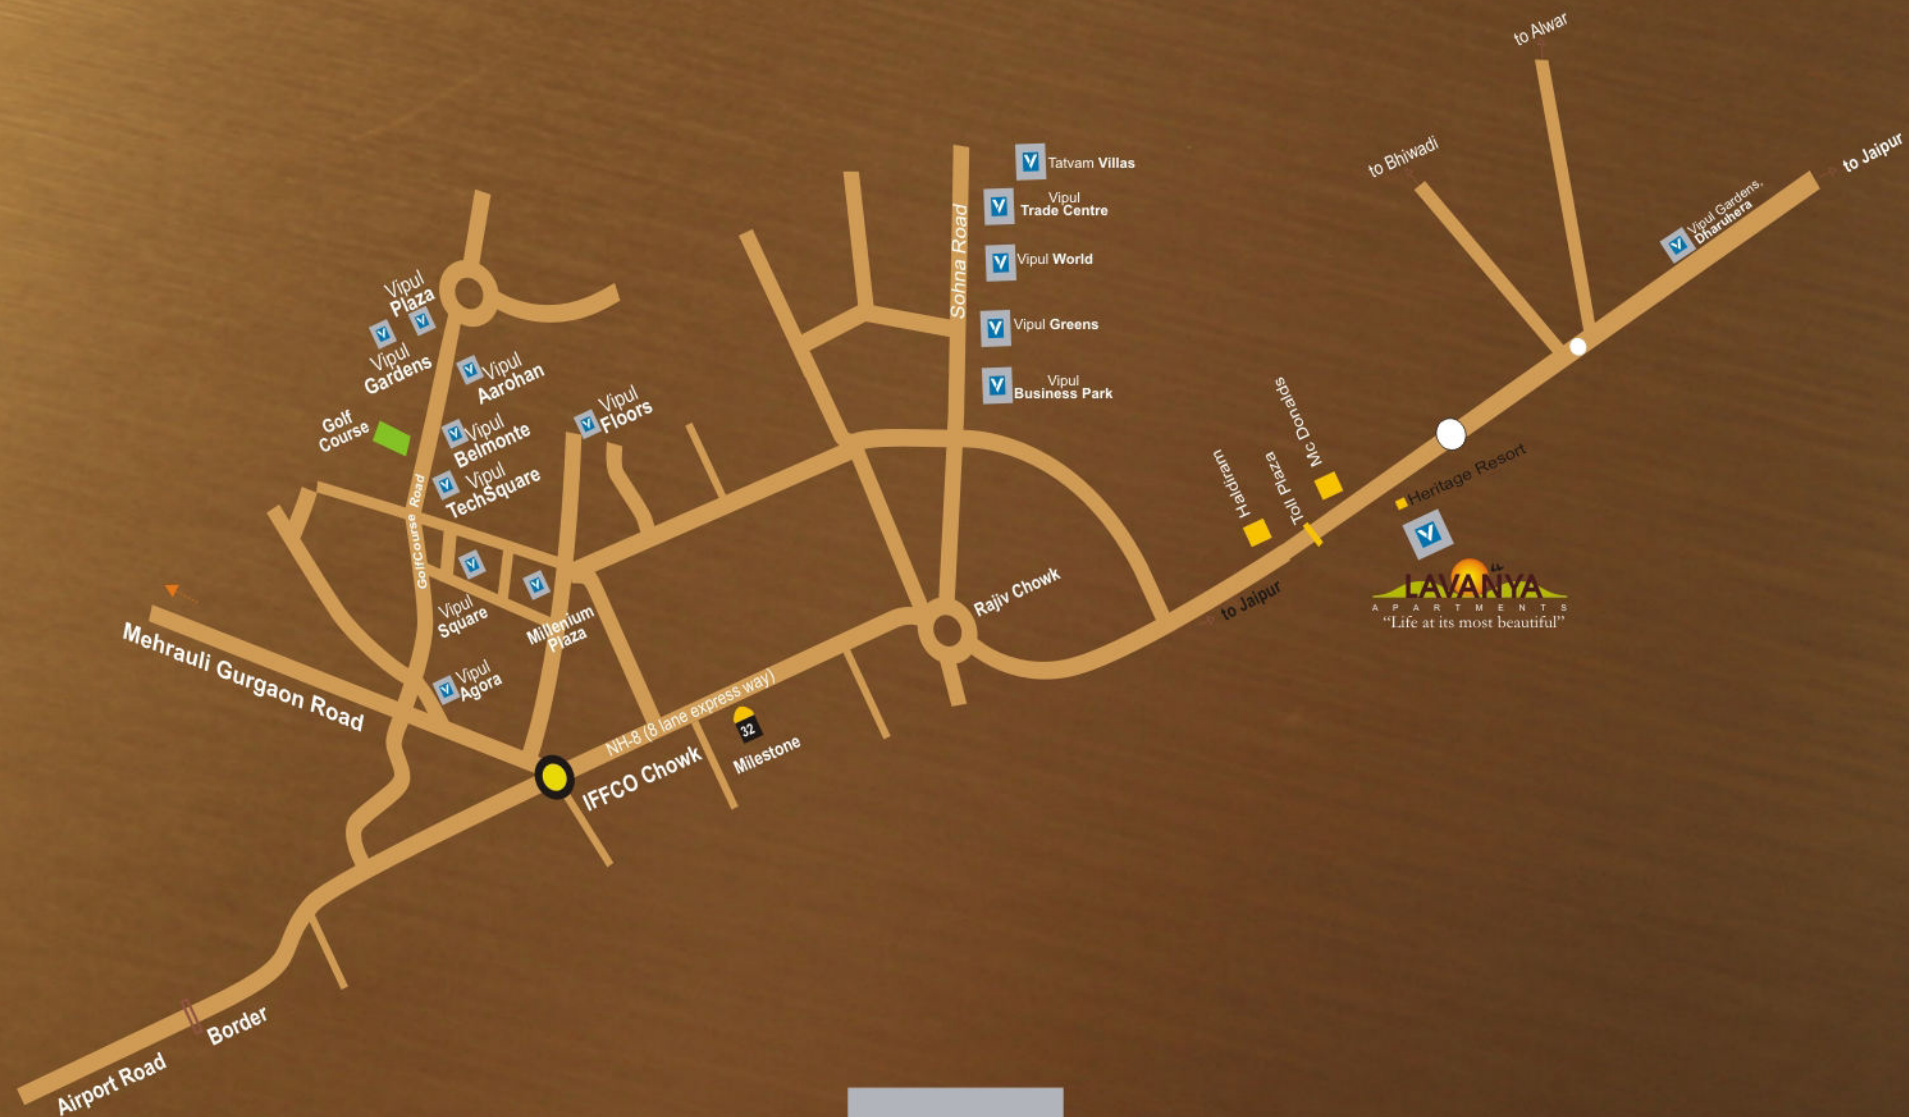 to Alwar
to Bhiwadi
to Jaipur
Vipul Gardens,
Dharuhera
Tatvam Villas
Vipul
Trade Centre
Vipul World
Vipul Greens
Vipul
Business Park
Sohna Road
Vipul
Plaza
Vipul
Gardens
Vipul
Aarohan
Golf
Course
Vipul
Belmonte
Vipul
Floors
Vipul
TechSquare
GolfCourse Road
Vipul
Square
Millenium
Plaza
Vipul
Agora
Mehrauli Gurgaon Road
NH-8 (8 lane express way)
IFFCO Chowk
32
Milestone
Rajiv Chowk
Haldiram
Toll Plaza
Mc Donalds
to Jaipur
Heritage Resort
LAVANYA
APARTMENTS
“Life at its most beautiful”
Border
Airport Road